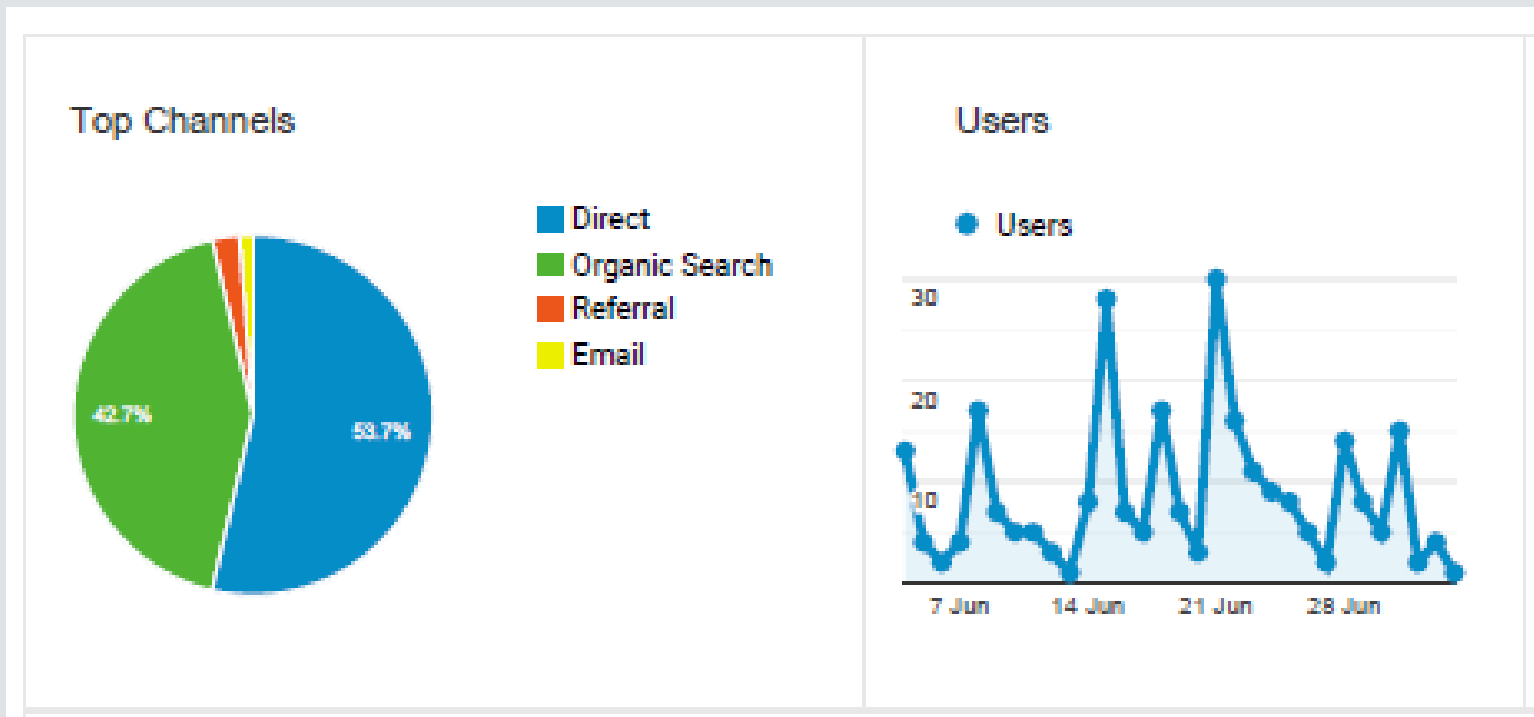 Top Channels
Direct
Organic Search
Referral
Email
42.7%
53.7%
Users
Users
30
20
10
7 Jun
14 Jun
21 Jun
28 Jun